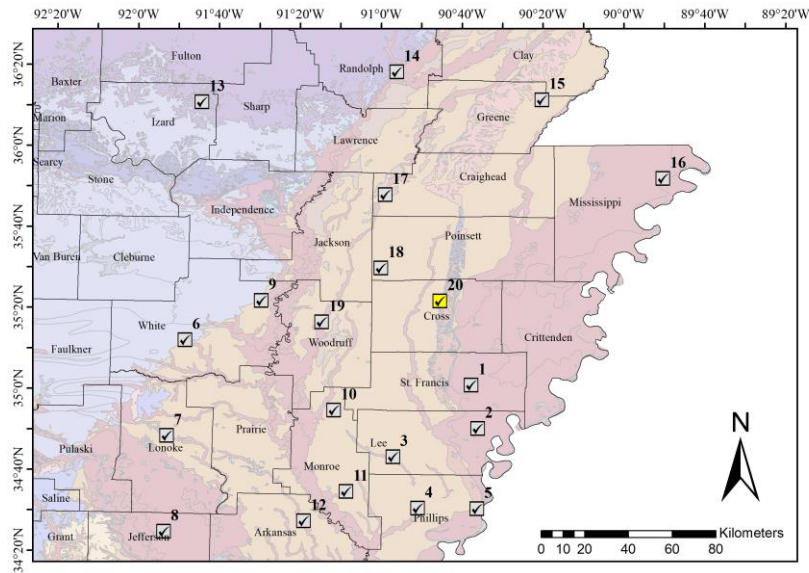 92°20'W 92°0'W 91°40'W 91°20'W 91°0'W 90°40'W 90°20'W 90°0'W 89°40'W 89°20'W
36°20'N
36°0'N
35°40'N
35°20'N
35°0'N
34°40'N
34°20'N
Fulton
Randolph
14
Clay
Baxter
13
Sharp
15
Marion
Izard
Greene
Lawrence
Searcy
16
Stone
17
Craighead
Mississippi
Independence
Jackson
Poinsett
Van Buren
Cleburne
18
9
20
19
Cross
White
6
Woodruff
Crittenden
Faulkner
St. Francis
1
10
2
7
Lonoke
Prairie
Lee
3
Pulaski
Monroe
11
Saline
4
5
12
Phillips
8
Grant
Jefferson
Arkansas
N
Kilometers
0 10 20 40 60 80